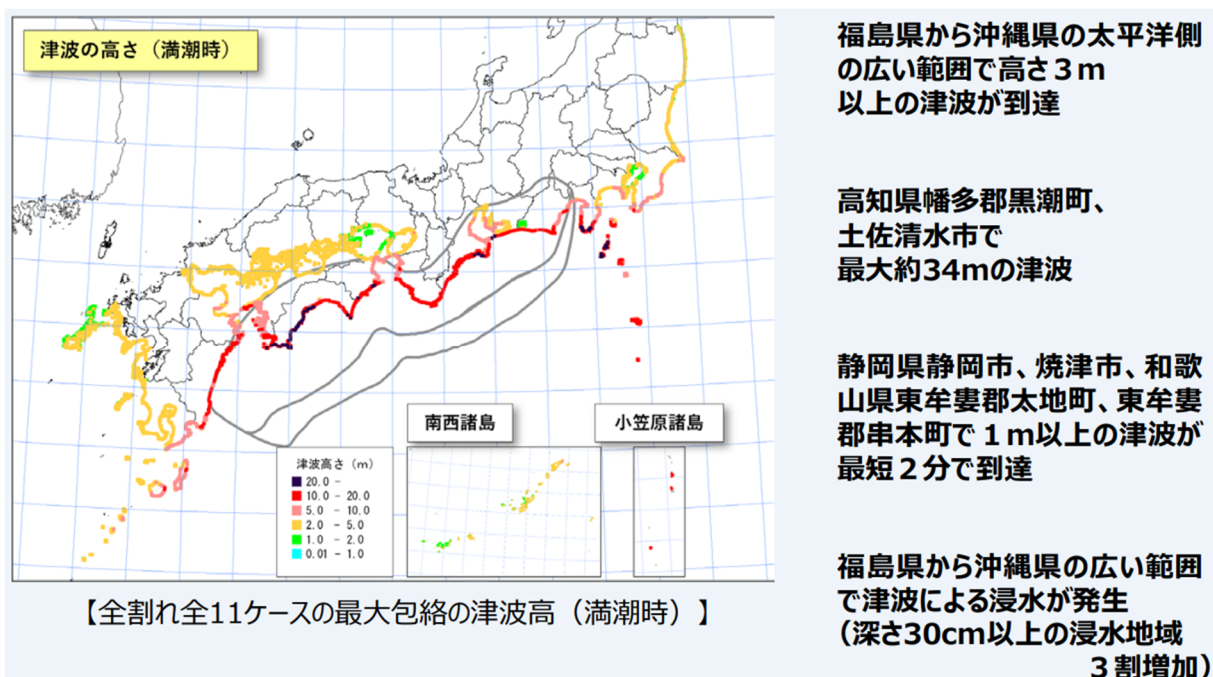 津波の高さ（満潮時）
南西諸島
小笠原諸島
津波高さ（m）
20.0 -
10.0 - 20.0
5.0 - 10.0
2.0 - 5.0
1.0 - 2.0
0.01 - 1.0
【全割れ全11ケースの最大包絡の津波高（満潮時）】
福島県から沖縄県の太平洋側
の広い範囲で高さ３ｍ
以上の津波が到達
高知県幡多郡黒潮町、
土佐清水市で
最大約34mの津波
静岡県静岡市、焼津市、和歌
山県東牟婁郡太地町、東牟婁
郡串本町で１ｍ以上の津波が
最短２分で到達
福島県から沖縄県の広い範囲
で津波による浸水が発生
（深さ30cm以上の浸水地域
３割増加）